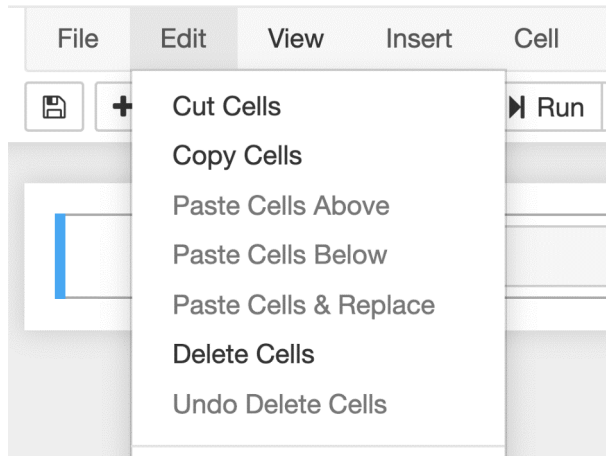 File Edit View Insert Cell
Run
Cut Cells
Copy Cells
Paste Cells Above
Paste Cells Below
Paste Cells & Replace
Delete Cells
Undo Delete Cells